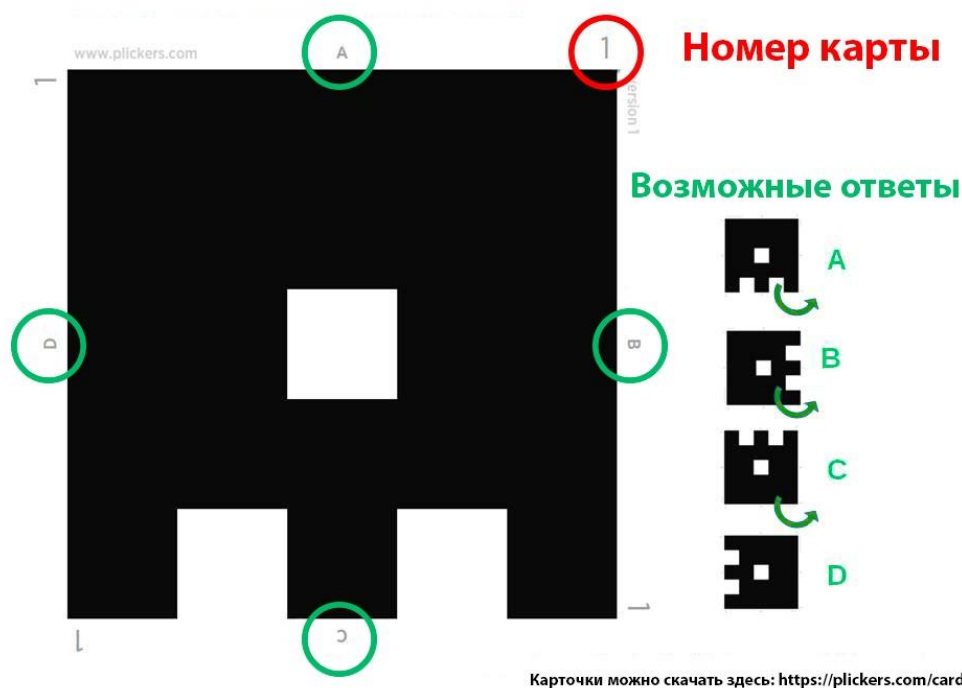 www.plickers.com
A
1
Номер карты
1
Version 1
Возможные ответы
A
D
B
B
C
D
1
1
C
Карточки можно скачать здесь: https://plickers.com/card